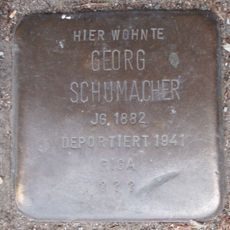 HIER WOHNTE
GEORG
SCHUMACHER
JG. 1882
DEPORTIERT 1941
RIGA
? ? ?